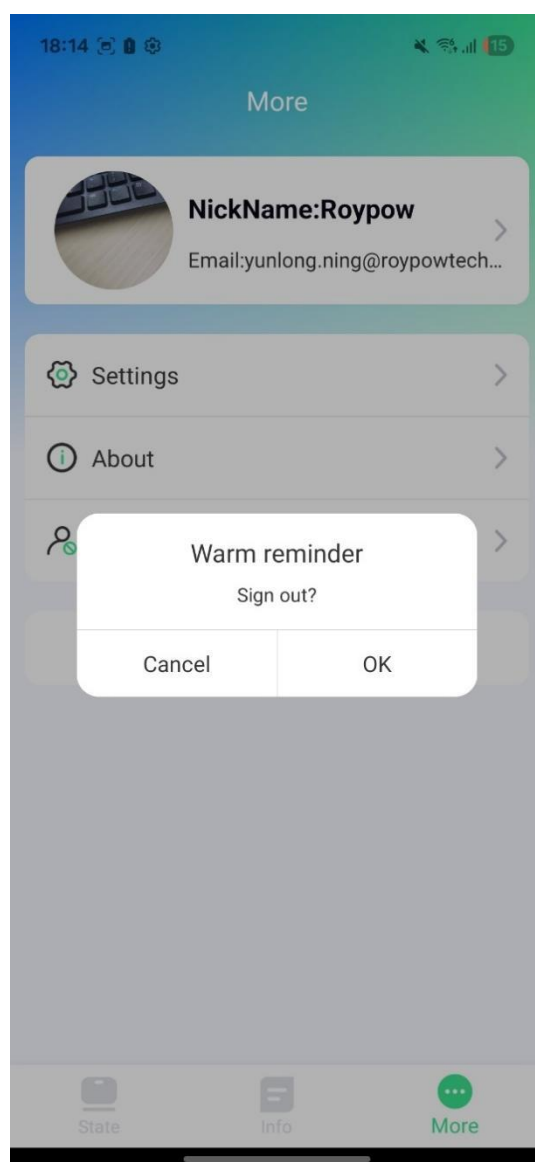 18:14
15
More
NickName:Roypow
Email:yunlong.ning@roypowtech...
Settings
About
Warm reminder
Sign out?
Cancel
OK
State
Info
More